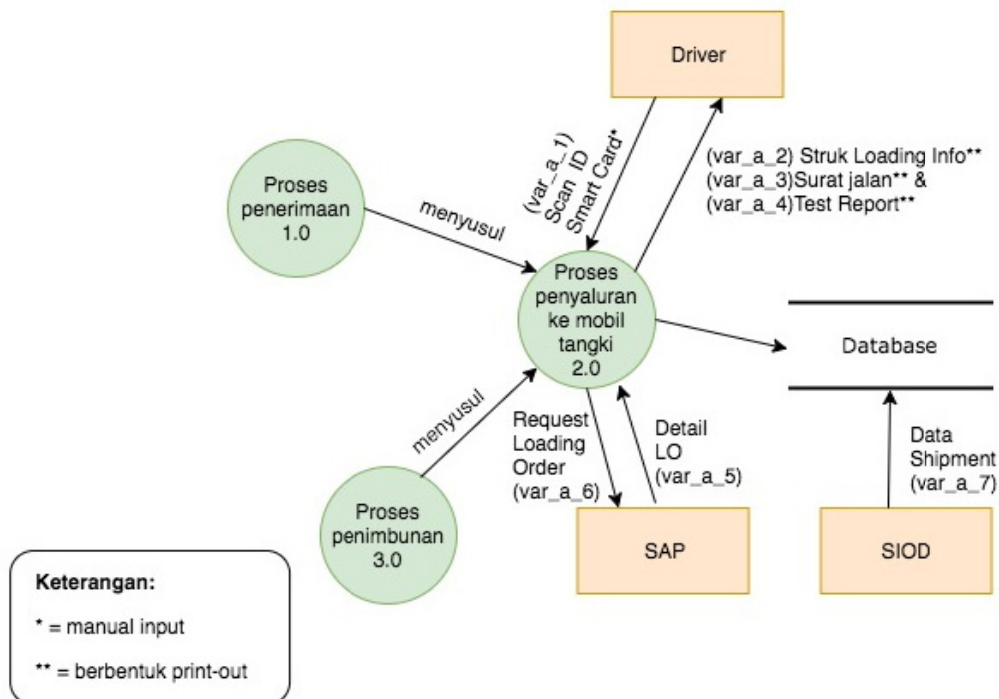 Driver
(var_a_1)
Scan ID
Smart Card*
(var_a_2) Struk Loading Info**
(var_a_3)Surat jalan** &
(var_a_4)Test Report**
Proses
penerimaan
1.0
menyusul
Proses
penyaluran
ke mobil
tangki
2.0
Database
menyusul
Request
Loading
Order
(var_a_6)
Detail
LO
(var_a_5)
Data
Shipment
(var_a_7)
Proses
penimbunan
3.0
SAP
SIOD
Keterangan:
* = manual input
** = berbentuk print-out